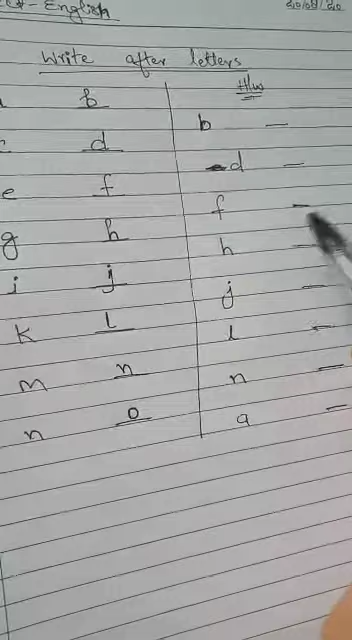 English
Write after letters
H/w
b
b —
c d
d —
e f
f —
g h
h —
i j
j —
k l
l —
m n
n —
n o
a —